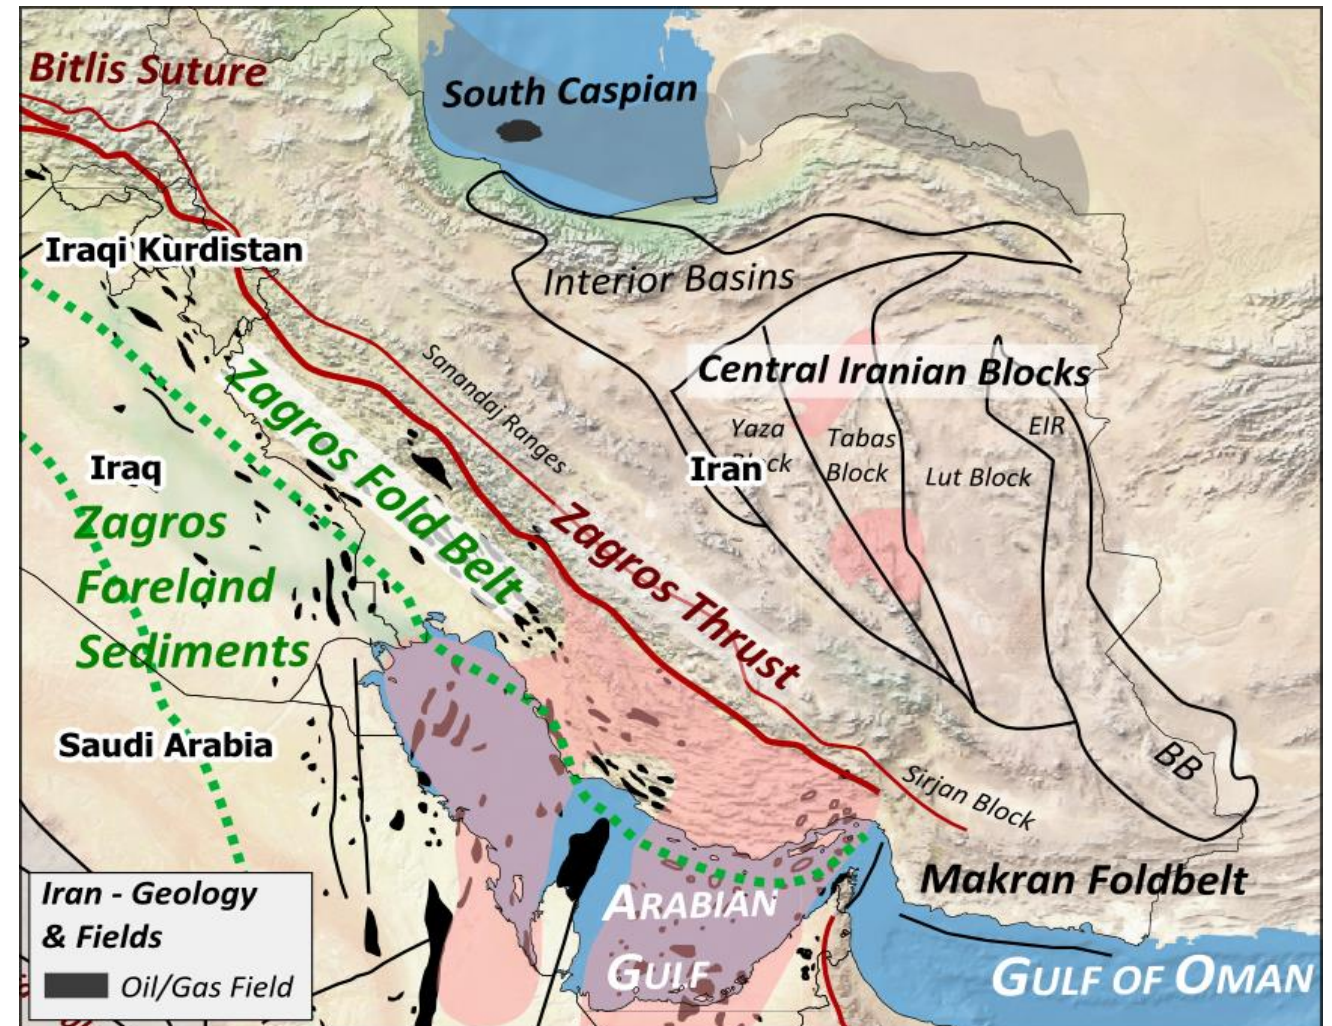 Bitlis Suture
South Caspian
Iraqi Kurdistan
Interior Basins
Sanandaj Ranges
Central Iranian Blocks
Zagros Fold Belt
Yaza
Block
Iran
Tabas
Block
EIR
Lut Block
Iraq
Zagros
Foreland
Sediments
Zagros Thrust
Saudi Arabia
BB
Sirjan Block
Makran Foldbelt
ARABIAN
GULF
GULF OF OMAN
Iran - Geology
& Fields
Oil/Gas Field